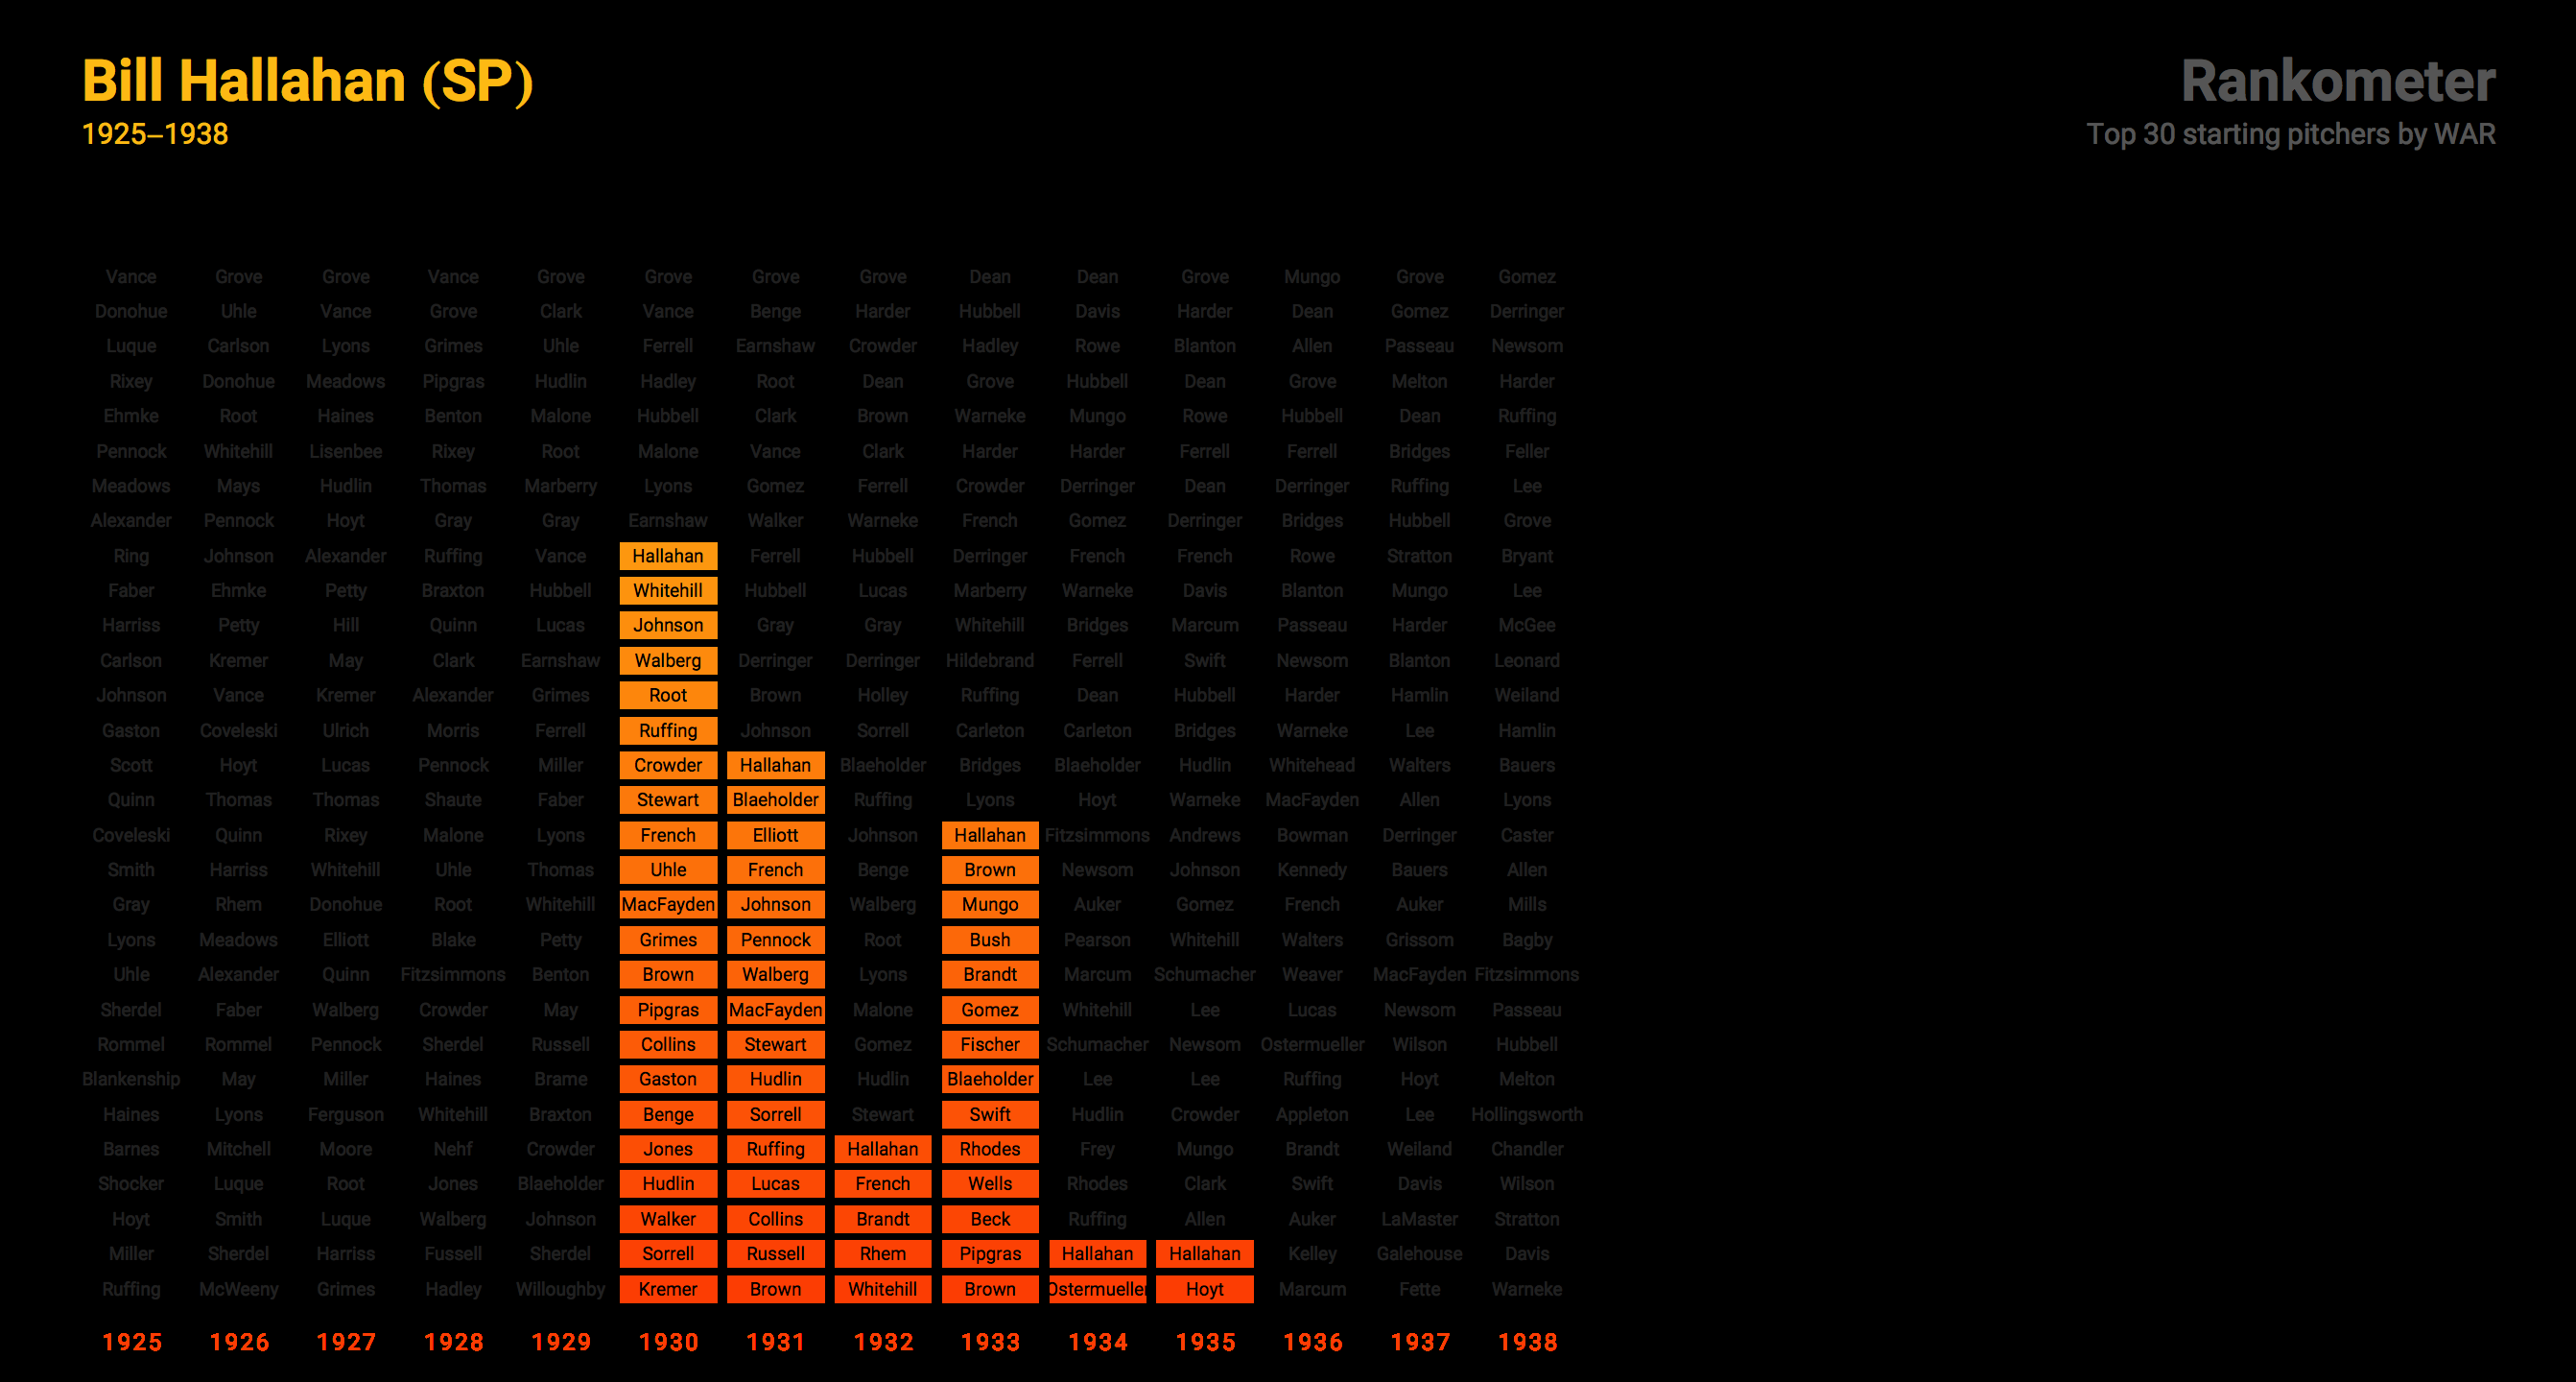 Bill Hallahan (SP)
1925–1938
Rankometer
Top 30 starting pitchers by WAR
Vance Grove Grove Vance Grove Grove Grove Grove Dean Dean Grove Mungo Grove Gomez
Donohue Uhle Vance Grove Clark Vance Benge Harder Hubbell Davis Harder Dean Gomez Derringer
Luque Carlson Lyons Grimes Uhle Ferrell Earnshaw Crowder Hadley Rowe Blanton Allen Passeau Newsom
Rixey Donohue Meadows Pipgras Hudlin Hadley Root Dean Grove Hubbell Dean Grove Melton Harder
Ehmke Root Haines Benton Malone Hubbell Clark Brown Warneke Mungo Rowe Hubbell Dean Ruffing
Pennock Whitehill Lisenbee Rixey Root Malone Vance Clark Harder Harder Ferrell Ferrell Bridges Feller
Meadows Mays Hudlin Thomas Marberry Lyons Gomez Ferrell Crowder Derringer Dean Derringer Ruffing Lee
Alexander Pennock Hoyt Gray Gray Earnshaw Walker Warneke French Gomez Derringer Bridges Hubbell Grove
Ring Johnson Alexander Ruffing Vance Hallahan Ferrell Hubbell Derringer French French Rowe Stratton Bryant
Faber Ehmke Petty Braxton Hubbell Whitehill Hubbell Lucas Marberry Warneke Davis Blanton Mungo Lee
Harriss Petty Hill Quinn Lucas Johnson Gray Gray Whitehill Bridges Marcum Passeau Harder McGee
Carlson Kremer May Clark Earnshaw Walberg Derringer Derringer Hildebrand Ferrell Swift Newsom Blanton Leonard
Johnson Vance Kremer Alexander Grimes Root Brown Holley Ruffing Dean Hubbell Harder Hamlin Weiland
Gaston Coveleski Ulrich Morris Ferrell Ruffing Johnson Sorrell Carleton Carleton Bridges Warneke Lee Hamlin
Scott Hoyt Lucas Pennock Miller Crowder Hallahan Blaeholder Bridges Blaeholder Hudlin Whitehead Walters Bauers
Quinn Thomas Thomas Shaute Faber Stewart Blaeholder Ruffing Lyons Hoyt Warneke MacFayden Allen Lyons
Coveleski Quinn Rixey Malone Lyons French Elliott Johnson Hallahan Fitzsimmons Andrews Bowman Derringer Caster
Smith Harriss Whitehill Uhle Thomas Uhle French Benge Brown Newsom Johnson Kennedy Bauers Allen
Gray Rhem Donohue Root Whitehill MacFayden Johnson Walberg Mungo Auker Gomez French Auker Mills
Lyons Meadows Elliott Blake Petty Grimes Pennock Root Bush Pearson Whitehill Walters Grissom Bagby
Uhle Alexander Quinn Fitzsimmons Benton Brown Walberg Lyons Brandt Marcum Schumacher Weaver MacFayden Fitzsimmons
Sherdel Faber Walberg Crowder May Pipgras MacFayden Malone Gomez Whitehill Lee Lucas Newsom Passeau
Rommel Rommel Pennock Sherdel Russell Collins Stewart Gomez Fischer Schumacher Newsom Ostermueller Wilson Hubbell
Blankenship May Miller Haines Brame Gaston Hudlin Hudlin Blaeholder Lee Lee Ruffing Hoyt Melton
Haines Lyons Ferguson Whitehill Braxton Benge Sorrell Stewart Swift Hudlin Crowder Appleton Lee Hollingsworth
Barnes Mitchell Moore Nehf Crowder Jones Ruffing Hallahan Rhodes Frey Mungo Brandt Weiland Chandler
Shocker Luque Root Jones Blaeholder Hudlin Lucas French Wells Rhodes Clark Swift Davis Wilson
Hoyt Smith Luque Walberg Johnson Walker Collins Brandt Beck Ruffing Allen Auker LaMaster Stratton
Miller Sherdel Harriss Fussell Sherdel Sorrell Russell Rhem Pipgras Hallahan Hallahan Kelley Galehouse Davis
Ruffing McWeeny Grimes Hadley Willoughby Kremer Brown Whitehill Brown Ostermueller Hoyt Marcum Fette Warneke
1925 1926 1927 1928 1929 1930 1931 1932 1933 1934 1935 1936 1937 1938